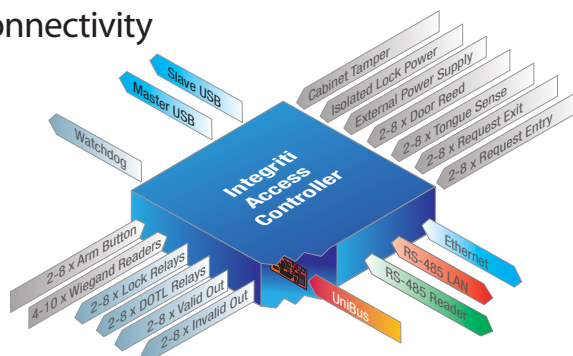 onnectivity
Slave USB
Master USB
Watchdog
Cabinet Tamper
Isolated Lock Power
External Power Supply
2-8 x Door Reed
2-8 x Tongue Sense
2-8 x Request Exit
2-8 x Request Entry
Integriti
Access
Controller
2-8 x Arm Button
4-10 x Wiegand Readers
2-8 x Lock Relays
2-8 x DOTL Relays
2-8 x Valid Out
2-8 x Invalid Out
UniBus
Ethernet
RS-485 LAN
RS-485 Reader